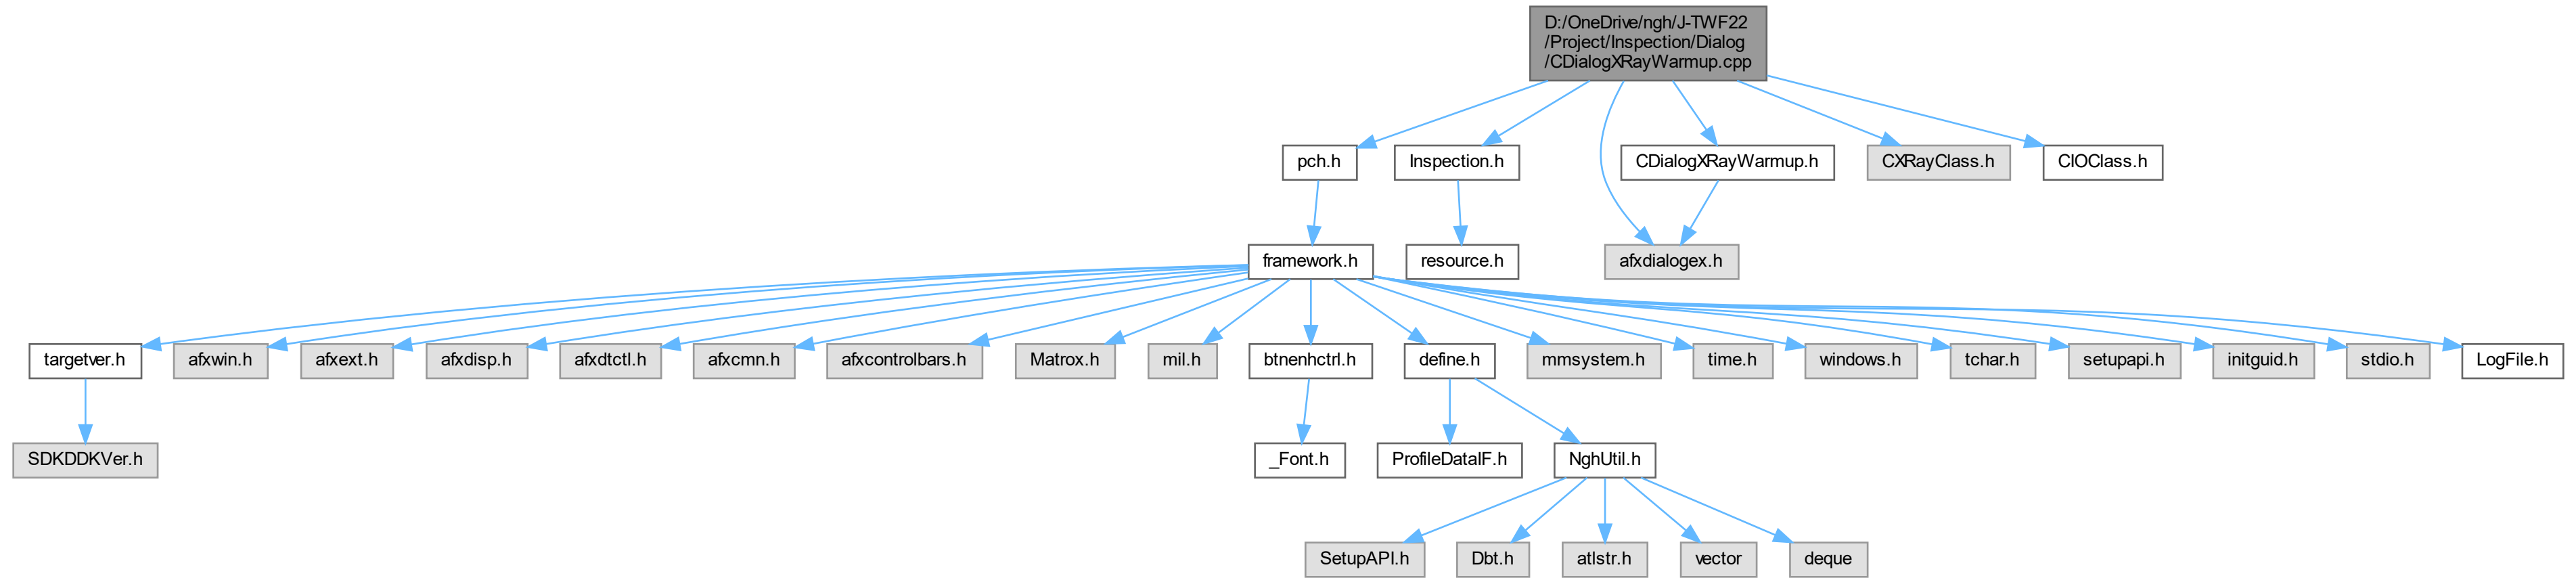 D:/OneDrive/ngh/J-TWF22
/Project/Inspection/Dialog
/CDialogXRayWarmup.cpp
pch.h
Inspection.h
CDialogXRayWarmup.h
CXRayClass.h
CIOClass.h
framework.h
resource.h
afxdialogex.h
targetver.h
afxwin.h
afxext.h
afxdisp.h
afxdtctl.h
afxcmn.h
afxcontrolbars.h
Matrox.h
mil.h
btnenhctrl.h
define.h
mmsystem.h
time.h
windows.h
tchar.h
setupapi.h
initguid.h
stdio.h
LogFile.h
SDKDDKVer.h
_Font.h
ProfileDataIF.h
NghUtil.h
SetupAPI.h
Dbt.h
atlstr.h
vector
deque